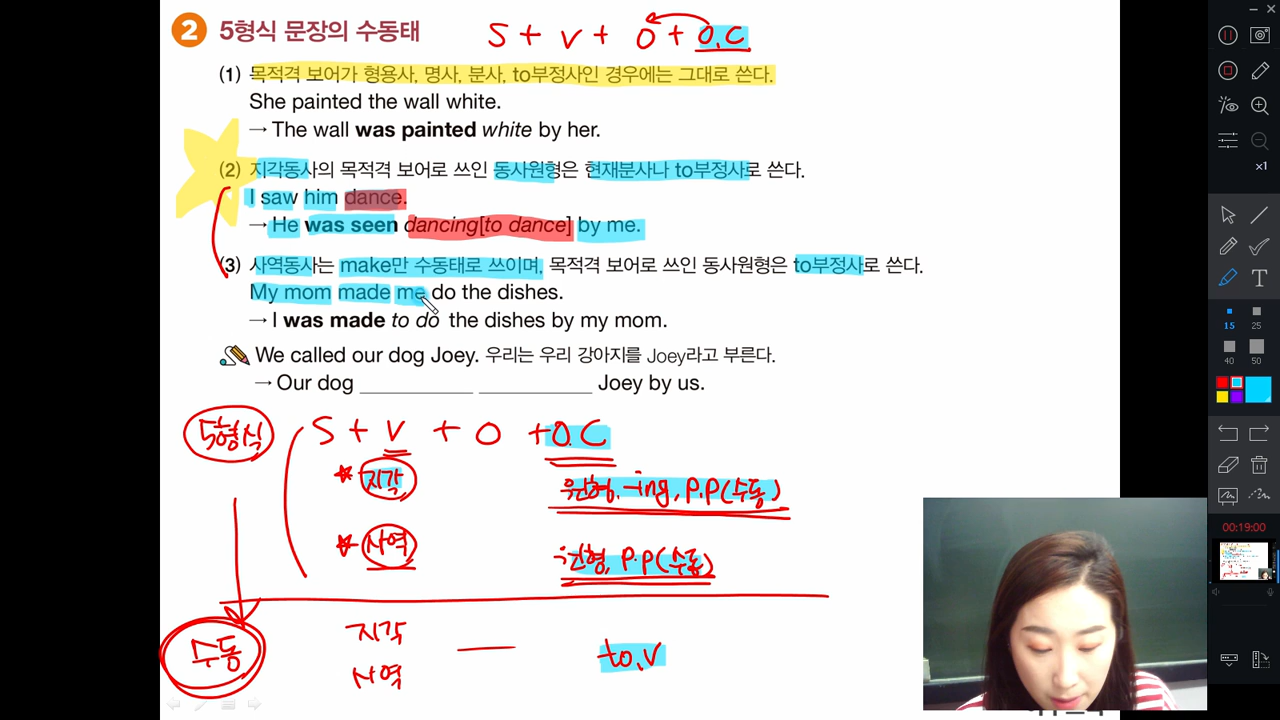 2 5형식 문장의 수동태 S + V + O + O.C
(1) 목적격 보어가 형용사, 명사, 분사, to부정사인 경우에는 그대로 쓴다.
She painted the wall white.
→ The wall was painted white by her.
(2) 지각동사의 목적격 보어로 쓰인 동사원형은 현재분사나 to부정사로 쓴다.
I saw him dance.
→ He was seen dancing[to dance] by me.
(3) 사역동사는 make만 수동태로 쓰이며, 목적격 보어로 쓰인 동사원형은 to부정사로 쓴다.
My mom made me do the dishes.
→ I was made to do the dishes by my mom.
We called our dog Joey. 우리는 우리 강아지를 Joey라고 부른다.
→ Our dog ________ ________ Joey by us.
5형식 S + V + O + O.C
지각 원형, -ing, P.P(수동)
사역 원형, P.P(수동)
수동 지각 — to.V
사역
x1
15 25
40 50
00:19:00